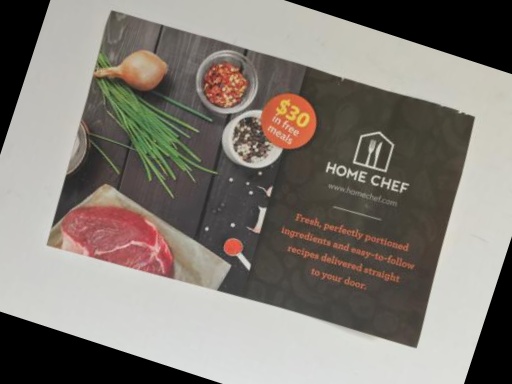 $30
in free
meals
HOME CHEF
www.homechef.com
Fresh, perfectly portioned
ingredients and easy-to-follow
recipes delivered straight
to your door.